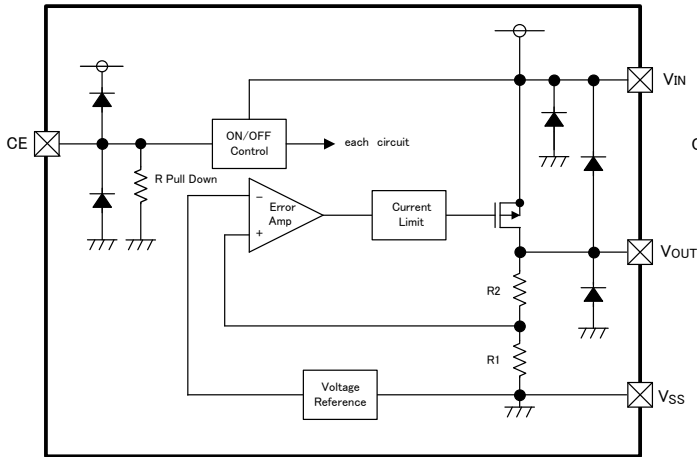 VIN
CE
ON/OFF
Control
each circuit
R Pull Down
−
Error
Amp
+
Current
Limit
VOUT
R2
R1
Voltage
Reference
VSS